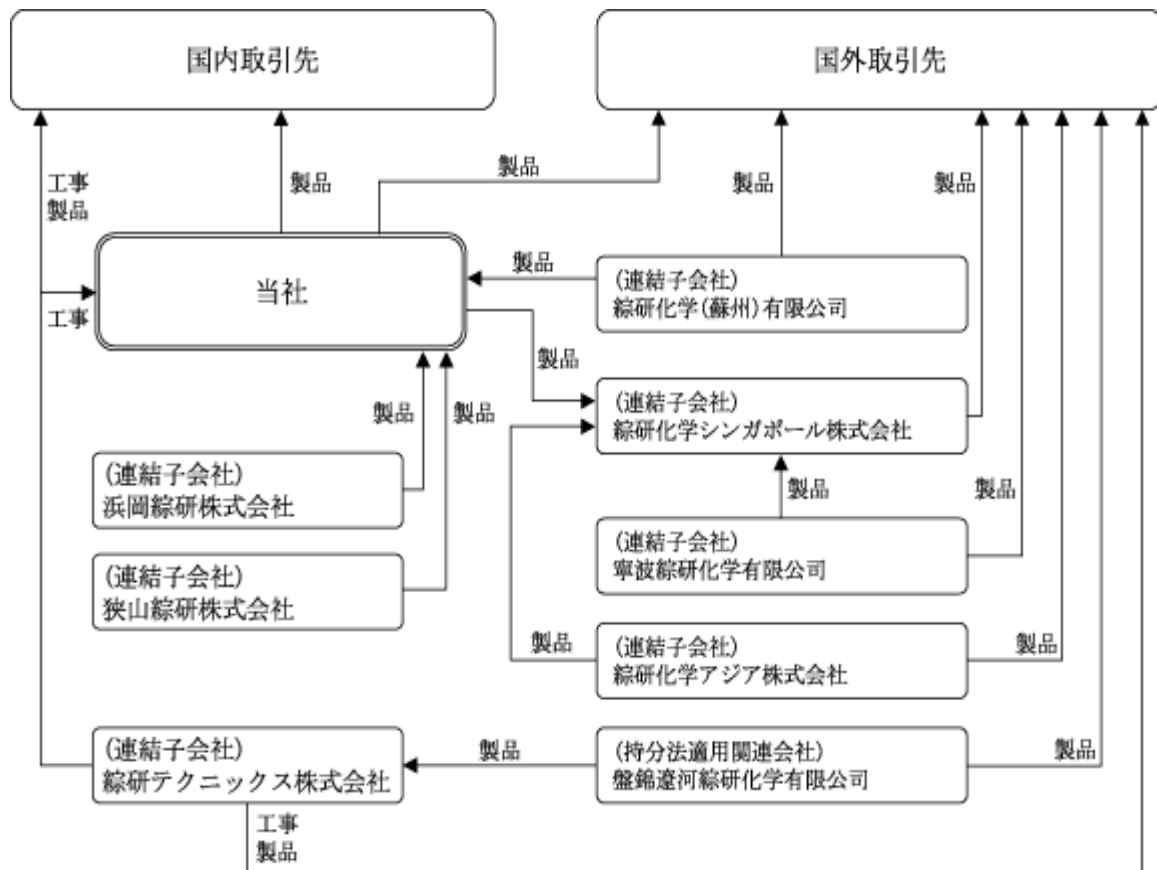 国内取引先
国外取引先
工事
製品
製品
製品
製品
製品
当社
工事
製品
(連結子会社)
綜研化学(蘇州)有限公司
製品
(連結子会社)
綜研化学シンガポール株式会社
製品
製品
(連結子会社)
浜岡綜研株式会社
製品
製品
(連結子会社)
寧波綜研化学有限公司
(連結子会社)
狭山綜研株式会社
製品
(連結子会社)
綜研化学アジア株式会社
製品
(連結子会社)
綜研テクニックス株式会社
製品
(持分法適用関連会社)
盤錦遼河綜研化学有限公司
製品
工事
製品